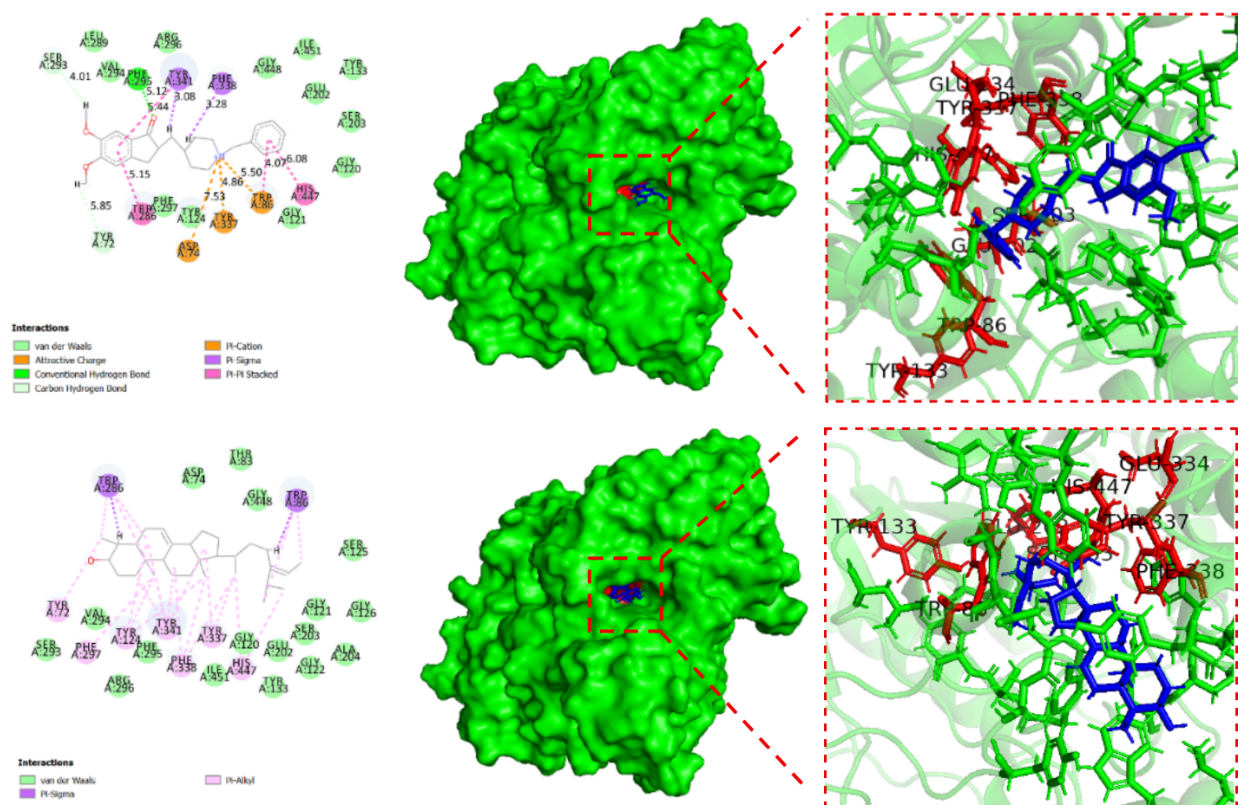 LEU
A:289
ARG
A:296
SER
A:293
VAL
A:294
PHE
A:295
TYR
A:341
PHE
A:338
GLY
A:448
ILE
A:451
TYR
A:133
GLU
A:202
SER
A:203
GLY
A:120
4.01
5.12
5.44
3.08
3.28
H
H
H
H
5.15
5.85
7.53
4.86
5.50
4.07
6.08
TRP
A:286
PHE
A:297
TYR
A:124
TYR
A:337
TRP
A:86
HIS
A:447
GLY
A:121
TYR
A:72
ASP
A:74
Interactions
van der Waals
Attractive Charge
Conventional Hydrogen Bond
Carbon Hydrogen Bond
Pi-Cation
Pi-Sigma
Pi-Pi Stacked
TYR-337
TRP-86
TYR-133
TRP
A:286
ASP
A:74
THR
A:83
GLY
A:448
TRP
A:86
H
H
O
SER
A:125
TYR
A:72
VAL
A:294
SER
A:293
PHE
A:297
TYR
A:124
PHE
A:295
TYR
A:341
PHE
A:338
TYR
A:337
ILE
A:451
GLY
A:120
HIS
A:447
GLU
A:202
SER
A:203
GLY
A:121
GLY
A:126
GLY
A:122
ALA
A:204
TYR
A:133
ARG
A:296
Interactions
van der Waals
Pi-Sigma
Pi-Alkyl
GLU-334
HIS-447
TYR-133
TYR-337
PHE-338